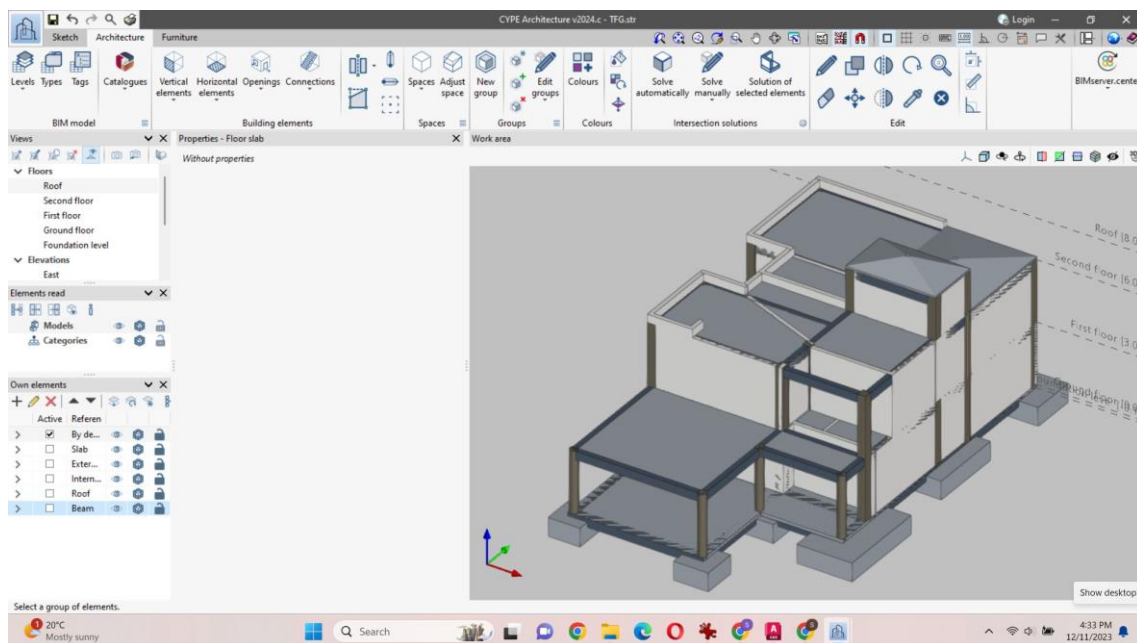 CYPE Architecture v2024.c - TFG.str
Login
Sketch Architecture Furniture
Levels Types Tags Catalogues Vertical elements Horizontal elements Openings Connections Spaces Adjust space New group Edit groups Colours Solve automatically Solve manually Solution of selected elements BIMserver.center
BIM model Building elements Spaces Groups Colours Intersection solutions Edit
Views Properties - Floor slab Work area
Without properties
Floors
Roof
Second floor
First floor
Ground floor
Foundation level
Elevations
East
Elements read
Models
Categories
Own elements
Active Referen
By de...
Slab
Exter...
Intern...
Roof
Beam
Roof [8.0
Second floor [6.0
First floor [3.0
Show desktop
Select a group of elements.
20°C
Mostly sunny
Search
4:33 PM
12/11/2023